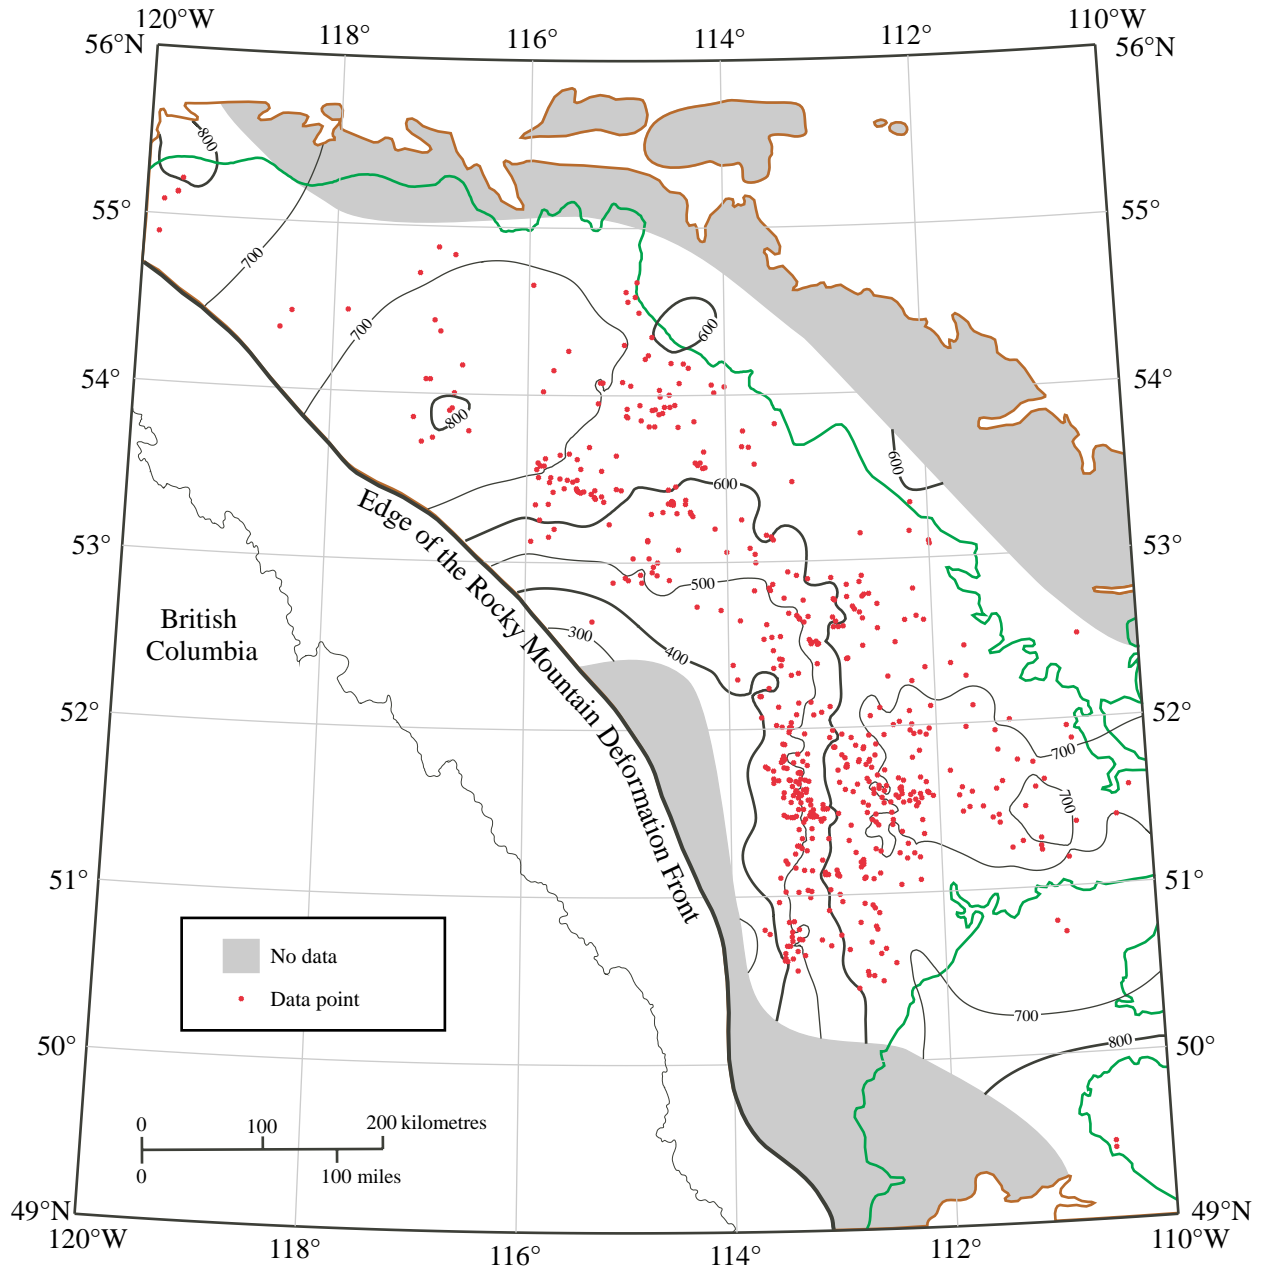 120°W
110°W
56°N
118°
116°
114°
112°
56°N
800
55°
55°
700
700
600
54°
54°
800
600
600
Edge of the Rocky Mountain Deformation Front
53°
53°
500
British
Columbia
300
400
52°
52°
700
700
51°
51°
No data
Data point
700
800
50°
50°
0
100
200 kilometres
0
100 miles
49°N
49°N
120°W
118°
116°
114°
112°
110°W